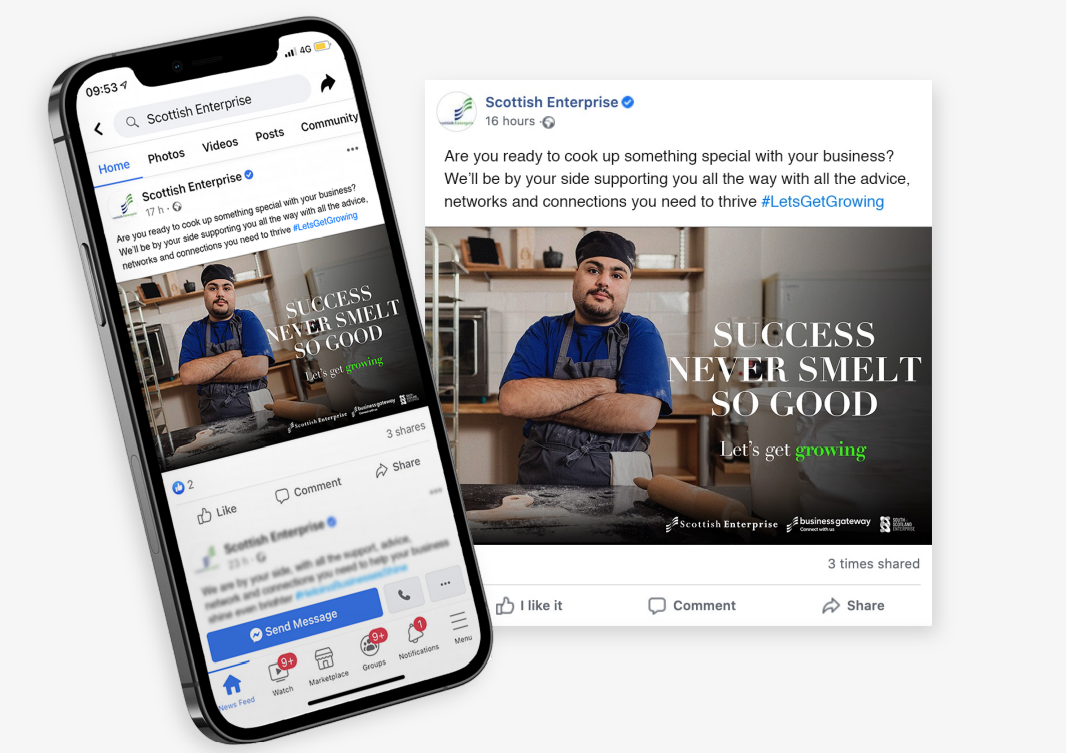 09:53
4G
Scottish Enterprise
Home
Photos
Videos
Posts
Community
Scottish Enterprise
17 h ·
Are you ready to cook up something special with your business?
We'll be by your side supporting you all the way with all the advice,
networks and connections you need to thrive #LetsGetGrowing
SUCCESS
NEVER SMELT
SO GOOD
Let's get growing
Scottish Enterprise
businessgateway
Connect with us
2
3 shares
Like
Comment
Share
Scottish Enterprise
23 h ·
We are by your side, with all the support, advice,
network and connections you need to help your business
shine even brighter
Send Message
9+
9+
1
News Feed
Watch
Marketplace
Groups
Notifications
Menu
Scottish Enterprise
16 hours ·
Are you ready to cook up something special with your business?
We'll be by your side supporting you all the way with all the advice,
networks and connections you need to thrive #LetsGetGrowing
SUCCESS
NEVER SMELT
SO GOOD
Let's get growing
Scottish Enterprise
businessgateway
Connect with us
SOUTH
SCOTLAND
ENTERPRISE
3 times shared
I like it
Comment
Share